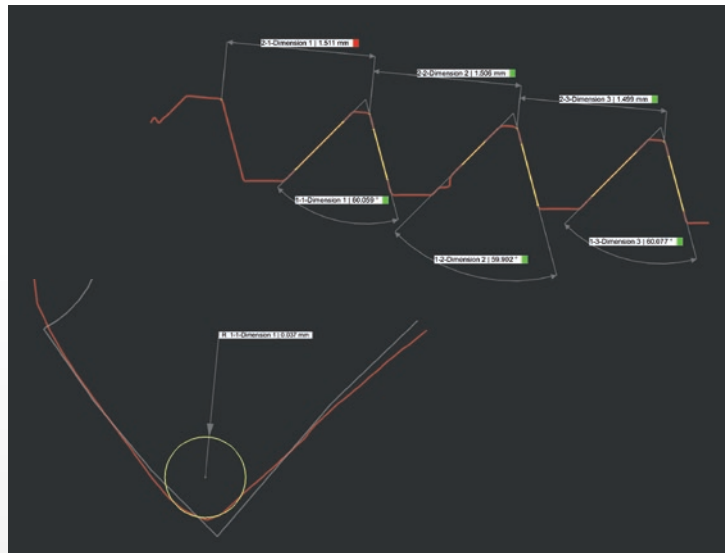 2-1-Dimension 1 | 1.511 mm
2-2-Dimension 2 | 1.506 mm
2-3-Dimension 3 | 1.499 mm
1-1-Dimension 1 | 60.059 °
1-2-Dimension 2 | 59.902 °
1-3-Dimension 3 | 60.677 °
R 1-1-Dimension 1 | 0.037 mm